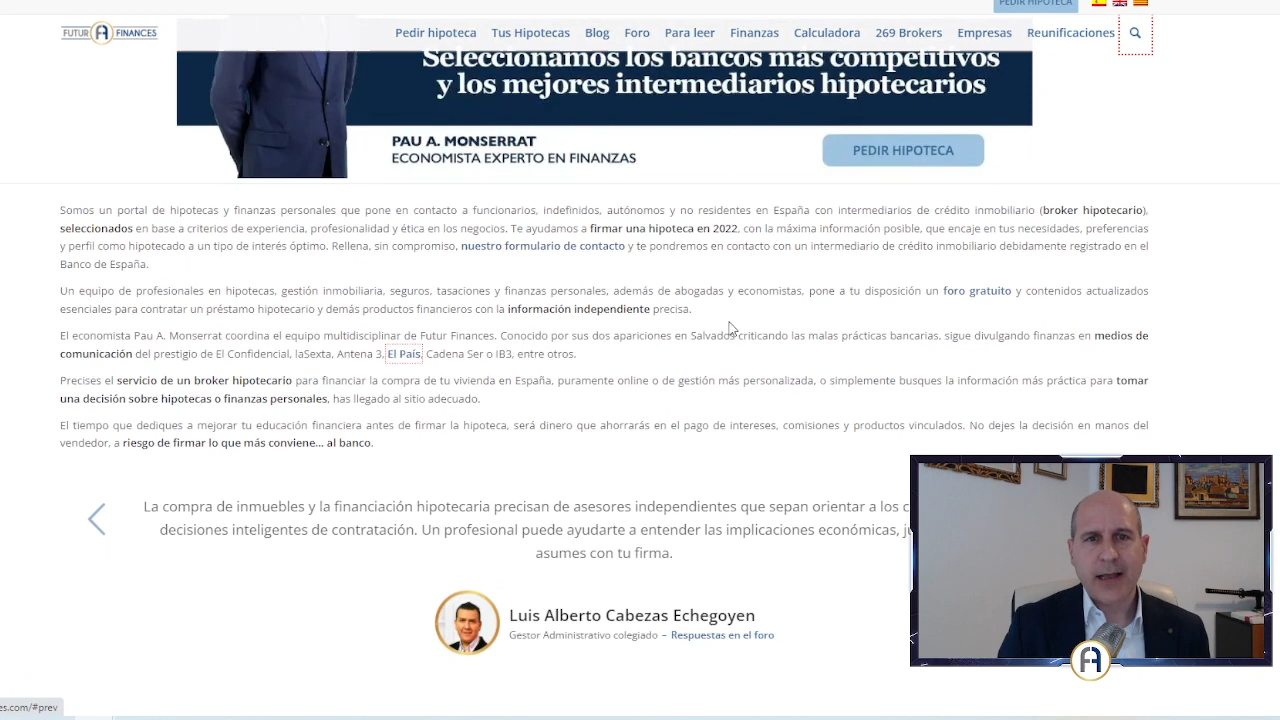 PEDIR HIPOTECA
FUTUR FINANCES
Pedir hipoteca Tus Hipotecas Blog Foro Para leer Finanzas Calculadora 269 Brokers Empresas Reunificaciones
Seleccionamos los bancos más competitivos
y los mejores intermediarios hipotecarios
PAU A. MONSERRAT
ECONOMISTA EXPERTO EN FINANZAS
PEDIR HIPOTECA
Somos un portal de hipotecas y finanzas personales que pone en contacto a funcionarios, indefinidos, autónomos y no residentes en España con intermediarios de crédito inmobiliario (broker hipotecario),
seleccionados en base a criterios de experiencia, profesionalidad y ética en los negocios. Te ayudamos a firmar una hipoteca en 2022, con la máxima información posible, que encaje en tus necesidades, preferencias
y perfil como hipotecado a un tipo de interés óptimo. Rellena, sin compromiso, nuestro formulario de contacto y te pondremos en contacto con un intermediario de crédito inmobiliario debidamente registrado en el
Banco de España.
Un equipo de profesionales en hipotecas, gestión inmobiliaria, seguros, tasaciones y finanzas personales, además de abogadas y economistas, pone a tu disposición un foro gratuito y contenidos actualizados
esenciales para contratar un préstamo hipotecario y demás productos financieros con la información independiente precisa.
El economista Pau A. Monserrat coordina el equipo multidisciplinar de Futur Finances. Conocido por sus dos apariciones en Salvados criticando las malas prácticas bancarias, sigue divulgando finanzas en medios de
comunicación del prestigio de El Confidencial, laSexta, Antena 3, El País, Cadena Ser o IB3, entre otros.
Precises el servicio de un broker hipotecario para financiar la compra de tu vivienda en España, puramente online o de gestión más personalizada, o simplemente busques la información más práctica para tomar
una decisión sobre hipotecas o finanzas personales, has llegado al sitio adecuado.
El tiempo que dediques a mejorar tu educación financiera antes de firmar la hipoteca, será dinero que ahorrarás en el pago de intereses, comisiones y productos vinculados. No dejes la decisión en manos del
vendedor, a riesgo de firmar lo que más conviene... al banco.
La compra de inmuebles y la financiación hipotecaria precisan de asesores independientes que sepan orientar a los c
decisiones inteligentes de contratación. Un profesional puede ayudarte a entender las implicaciones económicas, ju
asumes con tu firma.
Luis Alberto Cabezas Echegoyen
Gestor Administrativo colegiado – Respuestas en el foro
es.com/#prev